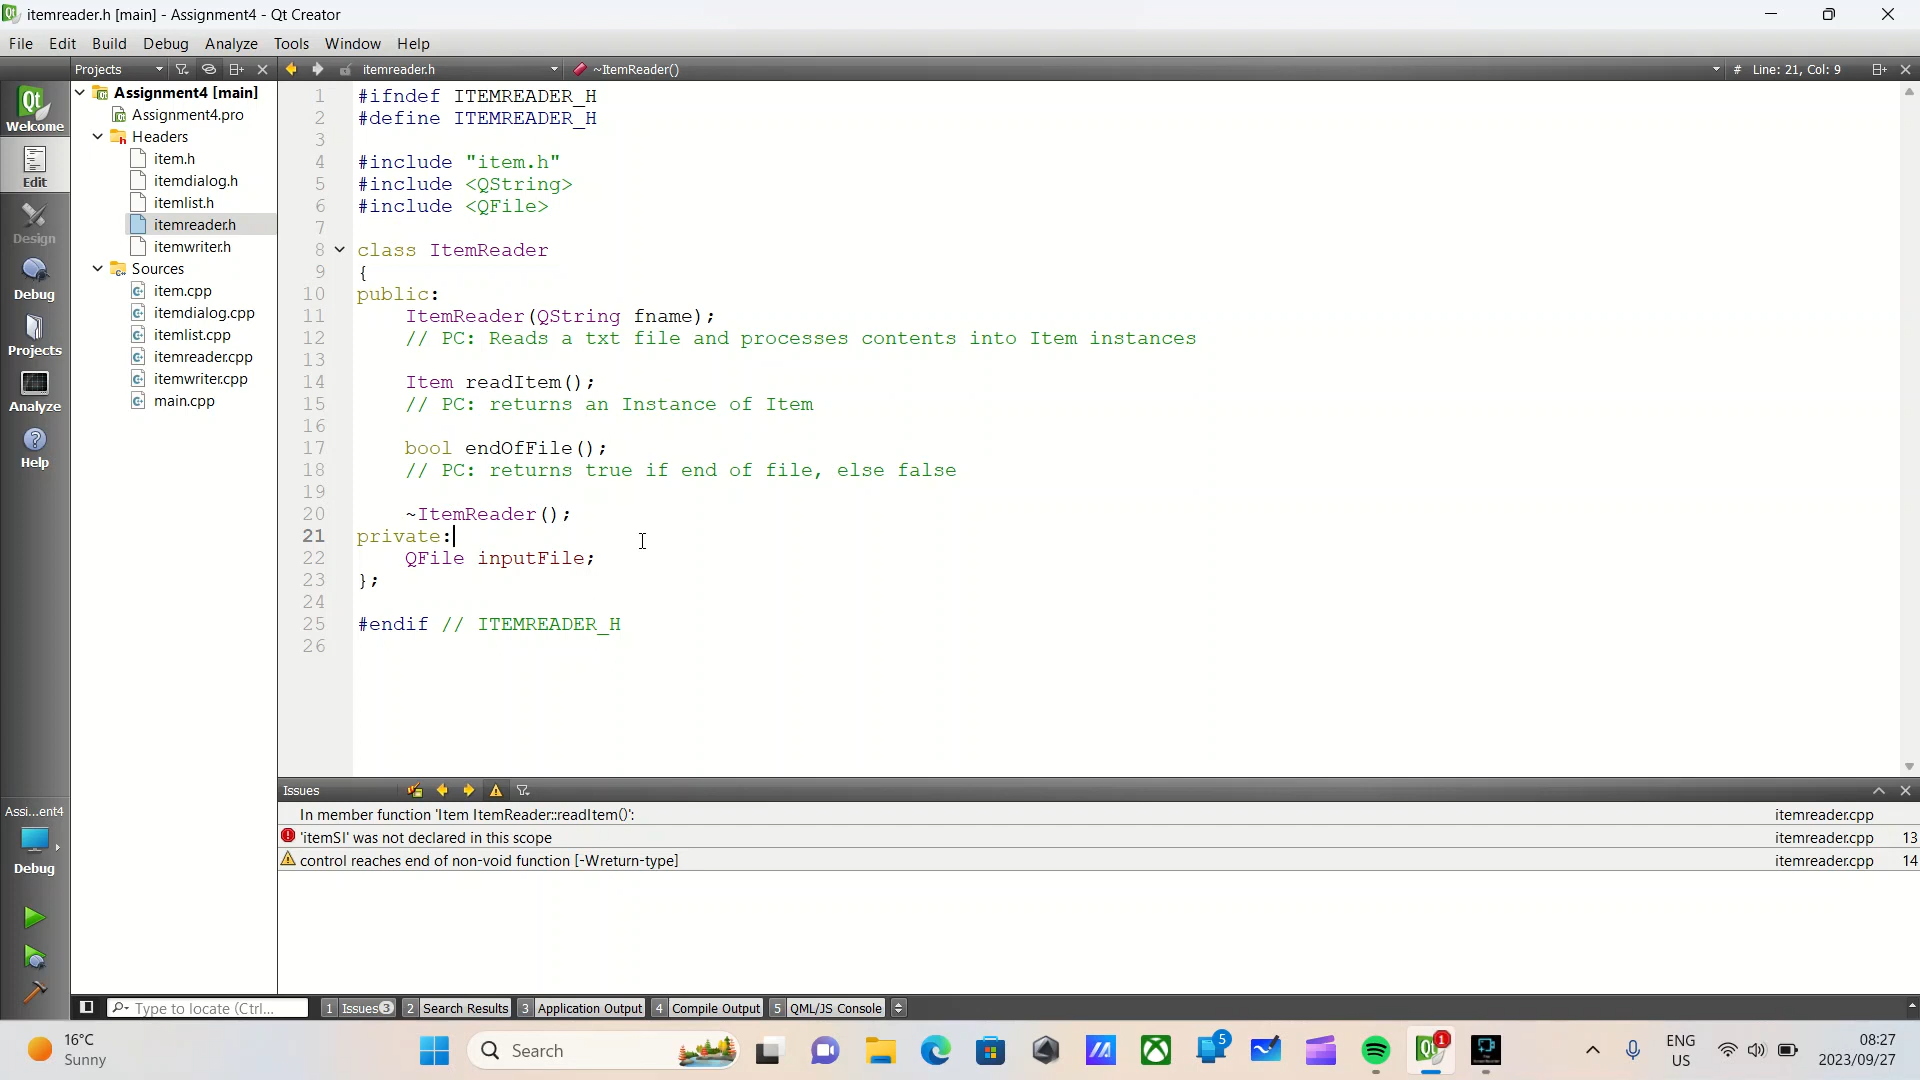 itemreader.h [main] - Assignment4 - Qt Creator
File Edit Build Debug Analyze Tools Window Help
Projects itemreader.h ~ItemReader() # Line: 21, Col: 9
Welcome
Edit
Design
Debug
Projects
Analyze
Help
Assignment4 [main]
Assignment4.pro
Headers
item.h
itemdialog.h
itemlist.h
itemreader.h
itemwriter.h
Sources
item.cpp
itemdialog.cpp
itemlist.cpp
itemreader.cpp
itemwriter.cpp
main.cpp
1 #ifndef ITEMREADER_H
2 #define ITEMREADER_H
3
4 #include "item.h"
5 #include <QString>
6 #include <QFile>
7
8 class ItemReader
9 {
10 public:
11 ItemReader(QString fname);
12 // PC: Reads a txt file and processes contents into Item instances
13
14 Item readItem();
15 // PC: returns an Instance of Item
16
17 bool endOfFile();
18 // PC: returns true if end of file, else false
19
20 ~ItemReader();
21 private:
22 QFile inputFile;
23 };
24
25 #endif // ITEMREADER_H
26
Issues
In member function 'Item ItemReader::readItem()': itemreader.cpp
'itemSl' was not declared in this scope itemreader.cpp 13
control reaches end of non-void function [-Wreturn-type] itemreader.cpp 14
Assi...ent4
Debug
Type to locate (Ctrl... 1 Issues 3 2 Search Results 3 Application Output 4 Compile Output 5 QML/JS Console
16°C
Sunny
Search
5
1
ENG
US
08:27
2023/09/27